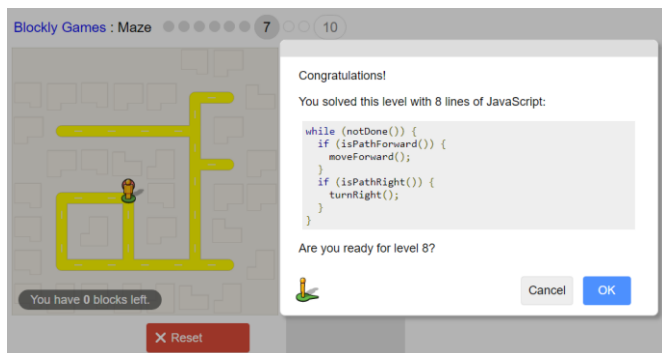 Blockly Games : Maze 7 10
Congratulations!
You solved this level with 8 lines of JavaScript:
while (notDone()) {
  if (isPathForward()) {
    moveForward();
  }
  if (isPathRight()) {
    turnRight();
  }
}
Are you ready for level 8?
Cancel OK
You have 0 blocks left.
Reset